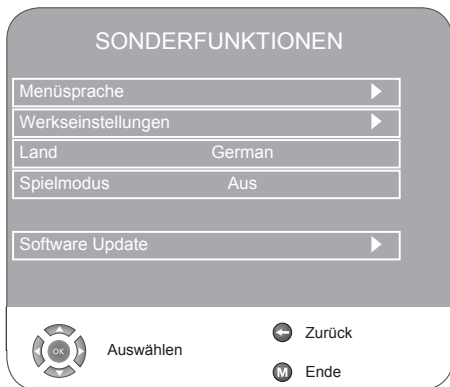 SONDERFUNKTIONEN
Menüsprache
Werkseinstellungen
Land German
Spielmodus Aus
Software Update
OK Auswählen
Zurück
M Ende